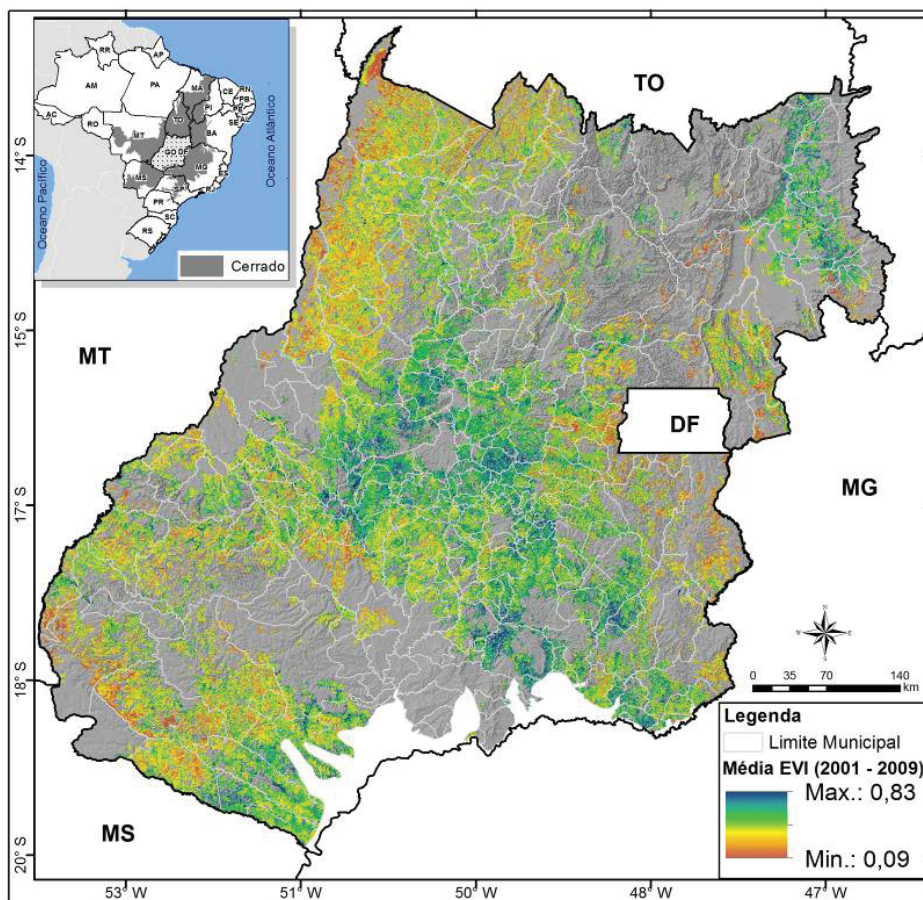 RR
AP
AM
PA
MA
CE
RN
PB
PE
AL
SE
PI
AC
RO
TO
BA
MT
GO
DF
MG
ES
MS
SP
RJ
PR
SC
RS
Oceano Atlântico
Oceano Pacífico
Cerrado
TO
MT
DF
MG
MS
14° S
15° S
17° S
18° S
20° S
53° W
51° W
50° W
48° W
47° W
N
W
E
S
0 35 70 140
km
Legenda
Limite Municipal
Média EVI (2001 - 2009)
Max.: 0,83
Min.: 0,09